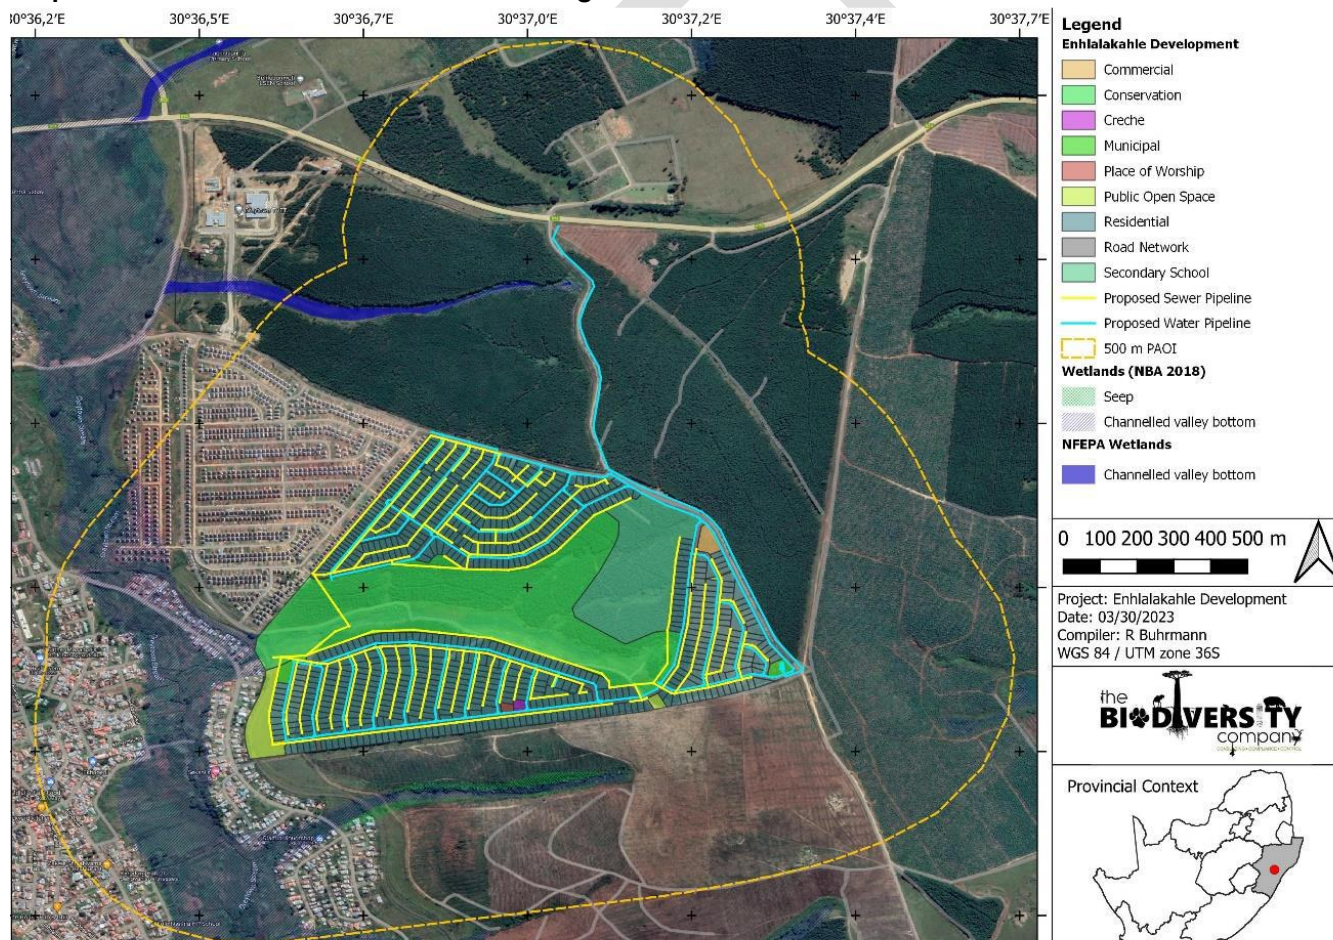 30°36,2'E
30°36,5'E
30°36,7'E
30°37,0'E
30°37,2'E
30°37,4'E
30°37,7'E
Legend
Enhlalakahle Development
Commercial
Conservation
Creche
Municipal
Place of Worship
Public Open Space
Residential
Road Network
Secondary School
Proposed Sewer Pipeline
Proposed Water Pipeline
500 m PAOI
Wetlands (NBA 2018)
Seep
Channelled valley bottom
NFEPA Wetlands
Channelled valley bottom
0 100 200 300 400 500 m
Project: Enhlalakahle Development
Date: 03/30/2023
Compiler: R Buhrmann
WGS 84 / UTM zone 36S
the
BIODIVERSITY
company
Provincial Context